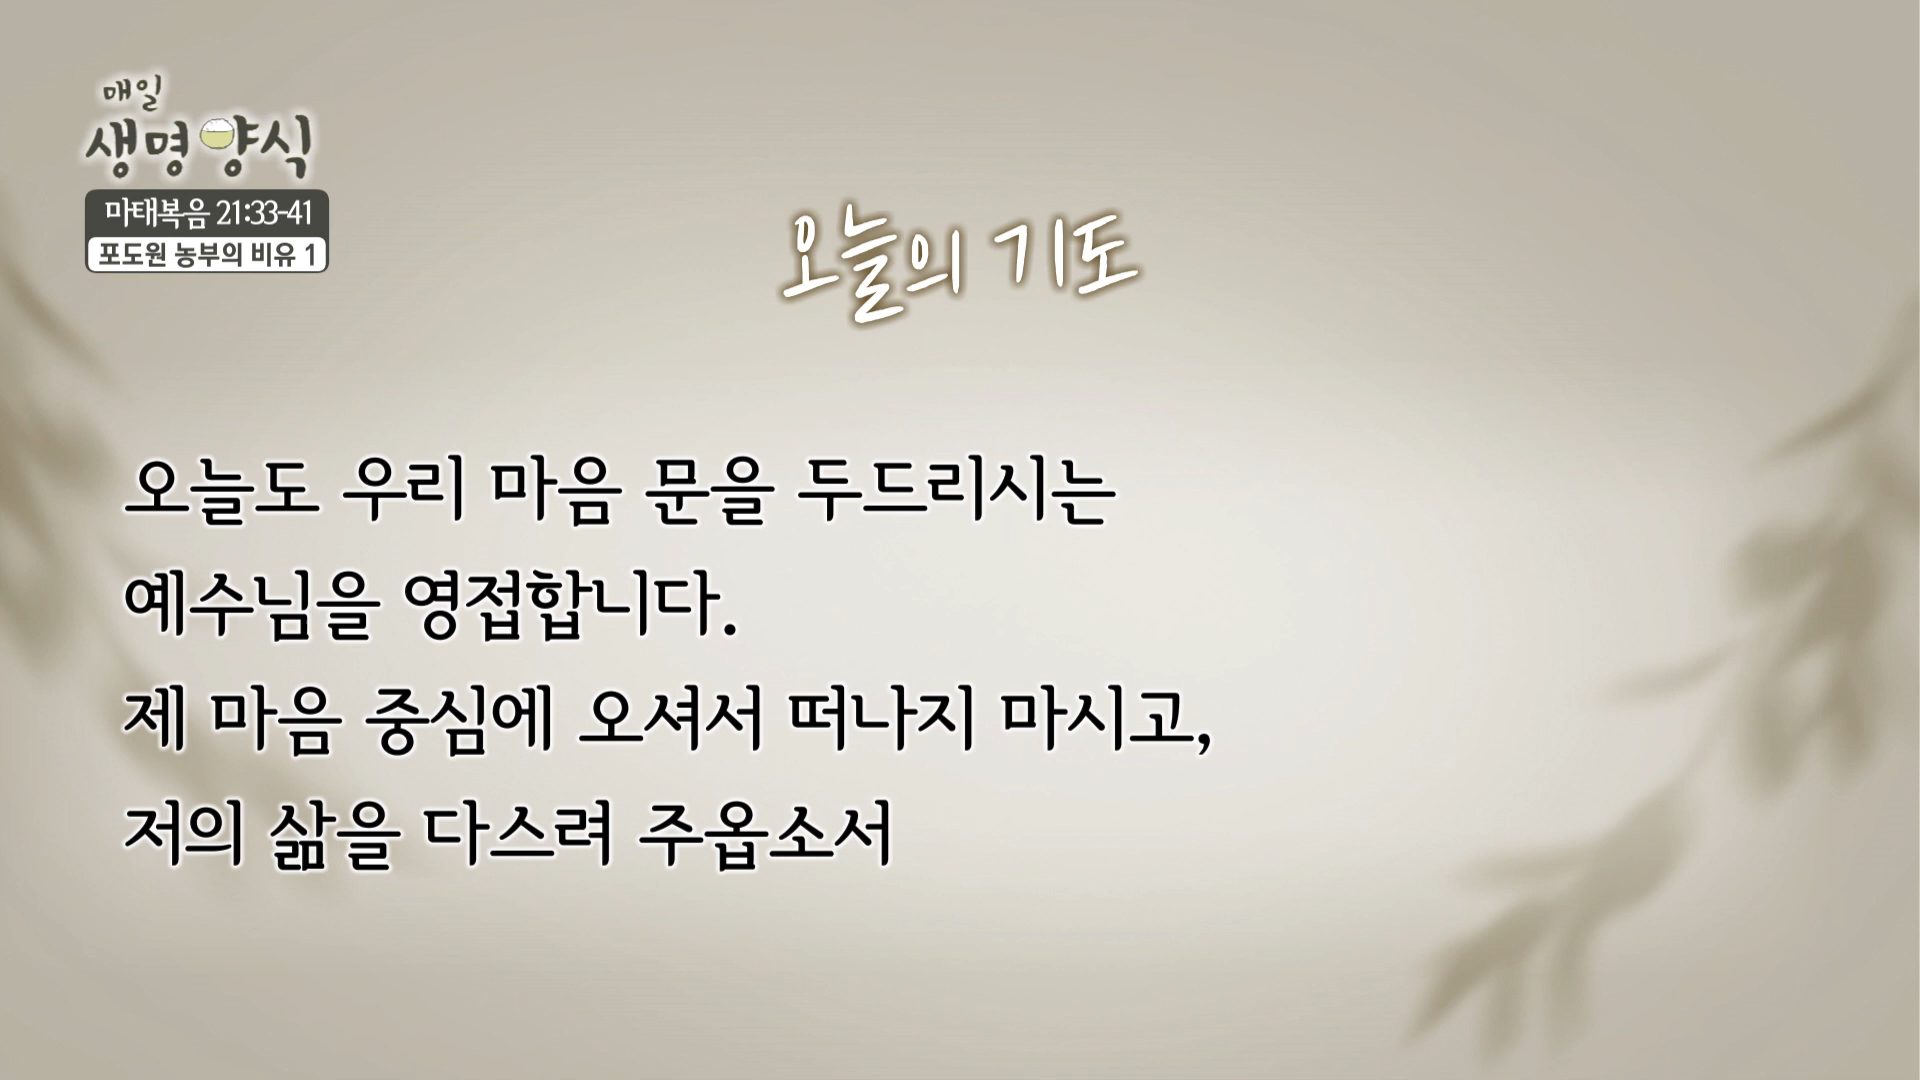 매일
생명양식
마태복음 21:33-41
포도원 농부의 비유 1
오늘의 기도
오늘도 우리 마음 문을 두드리시는
예수님을 영접합니다.
제 마음 중심에 오셔서 떠나지 마시고,
저의 삶을 다스려 주옵소서